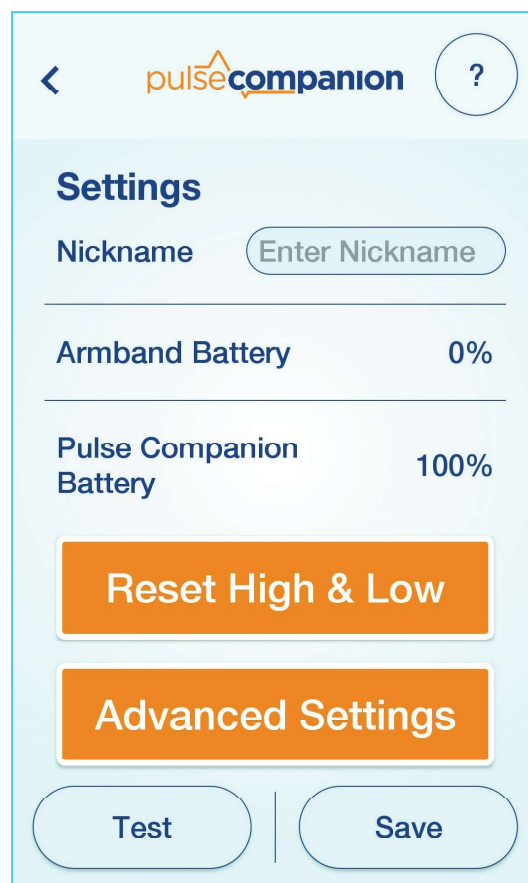 pulsecompanion
?
Settings
Nickname
Enter Nickname
Armband Battery
0%
Pulse Companion
Battery
100%
Reset High & Low
Advanced Settings
Test
Save